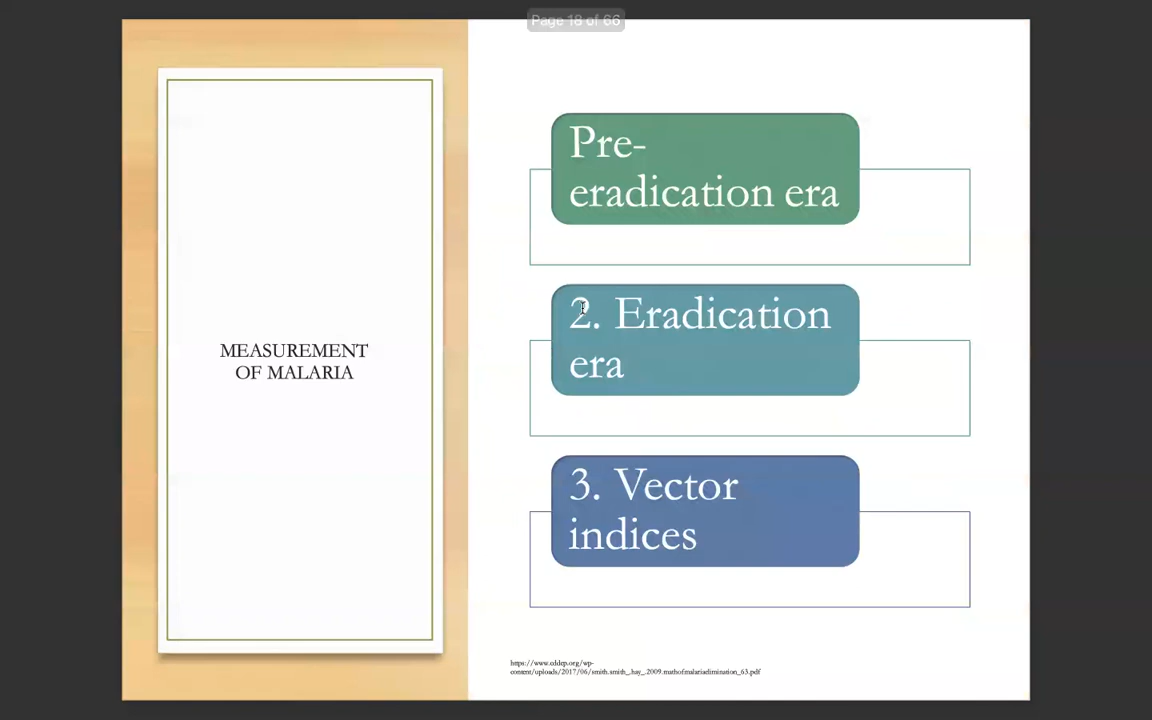 Page 18 of 66
MEASUREMENT
OF MALARIA
Pre-
eradication era
2. Eradication
era
3. Vector
indices
https://www.cddep.org/wp-
content/uploads/2017/06/smith.smith_.hay_.2009.mathofmalariaelimination_63.pdf